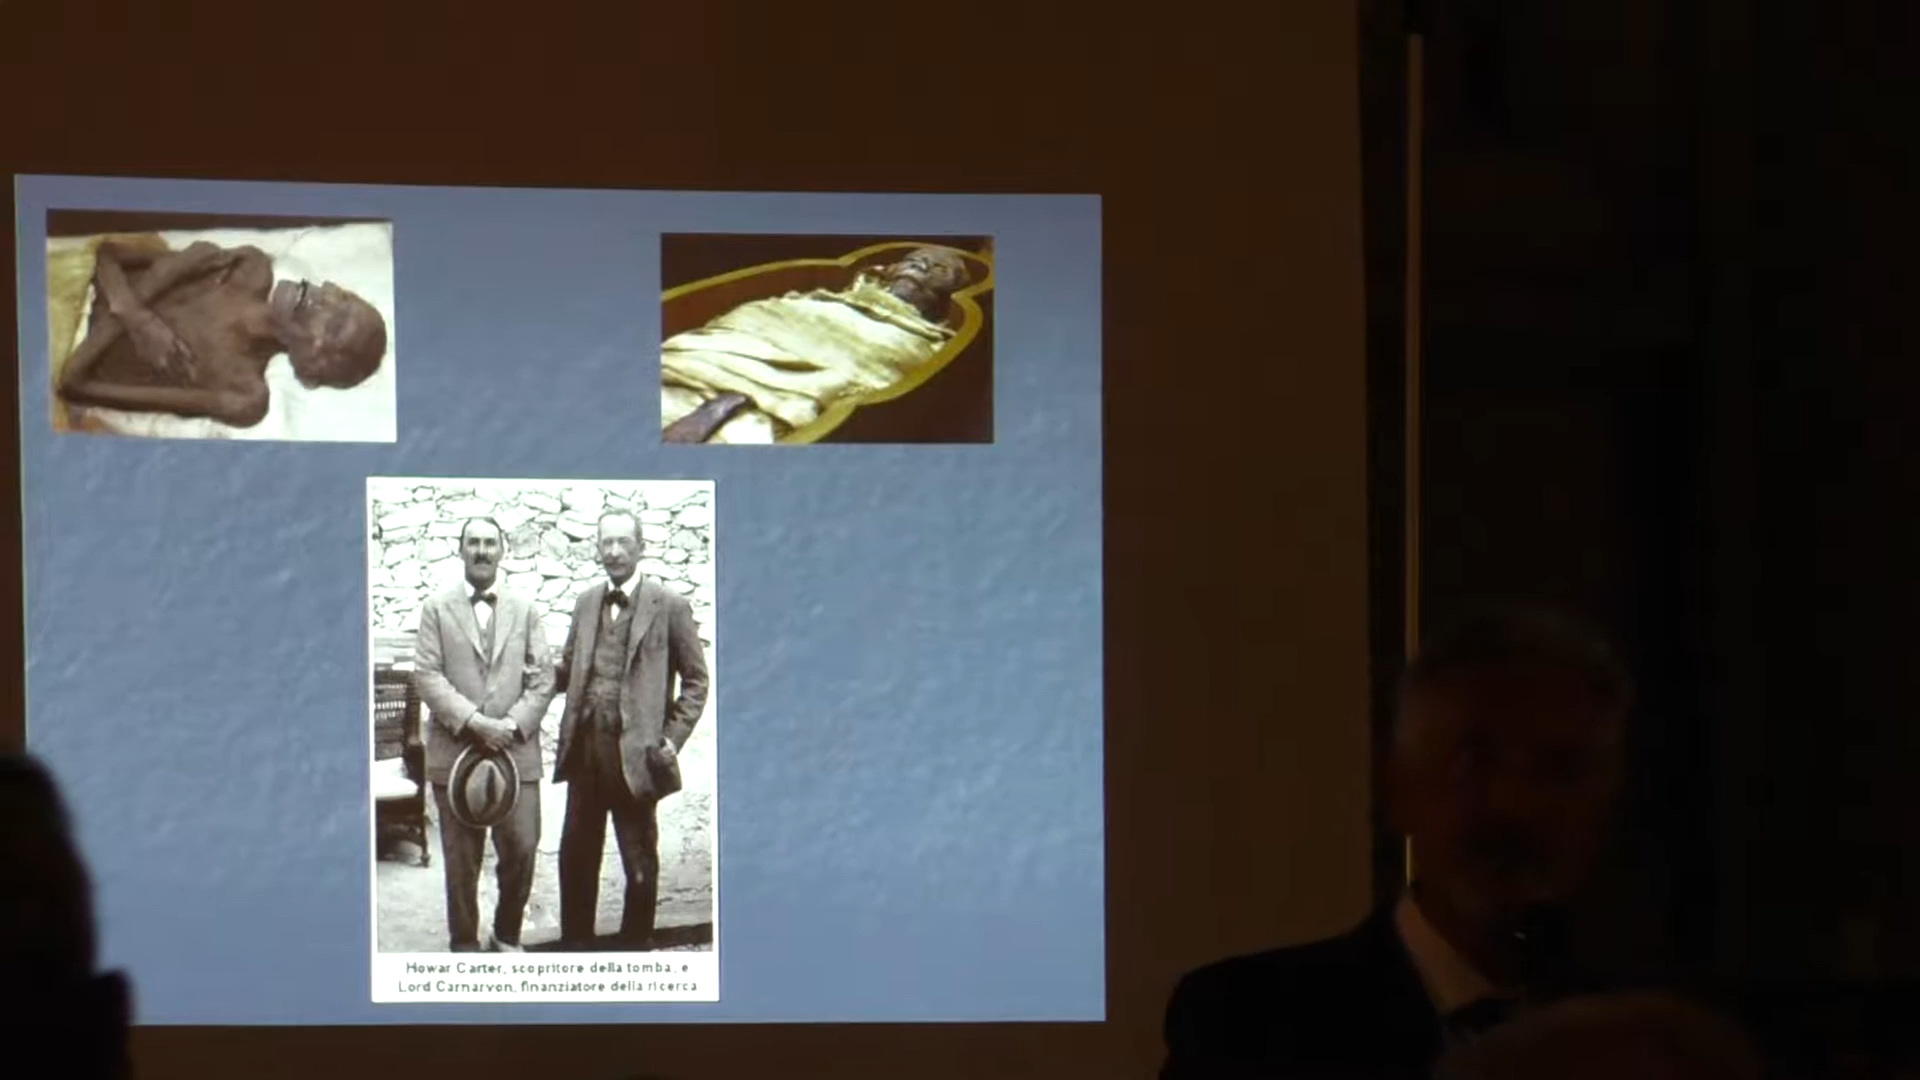 Howar Carter, scopritore della tomba, e
Lord Carnarvon, finanziatore della ricerca